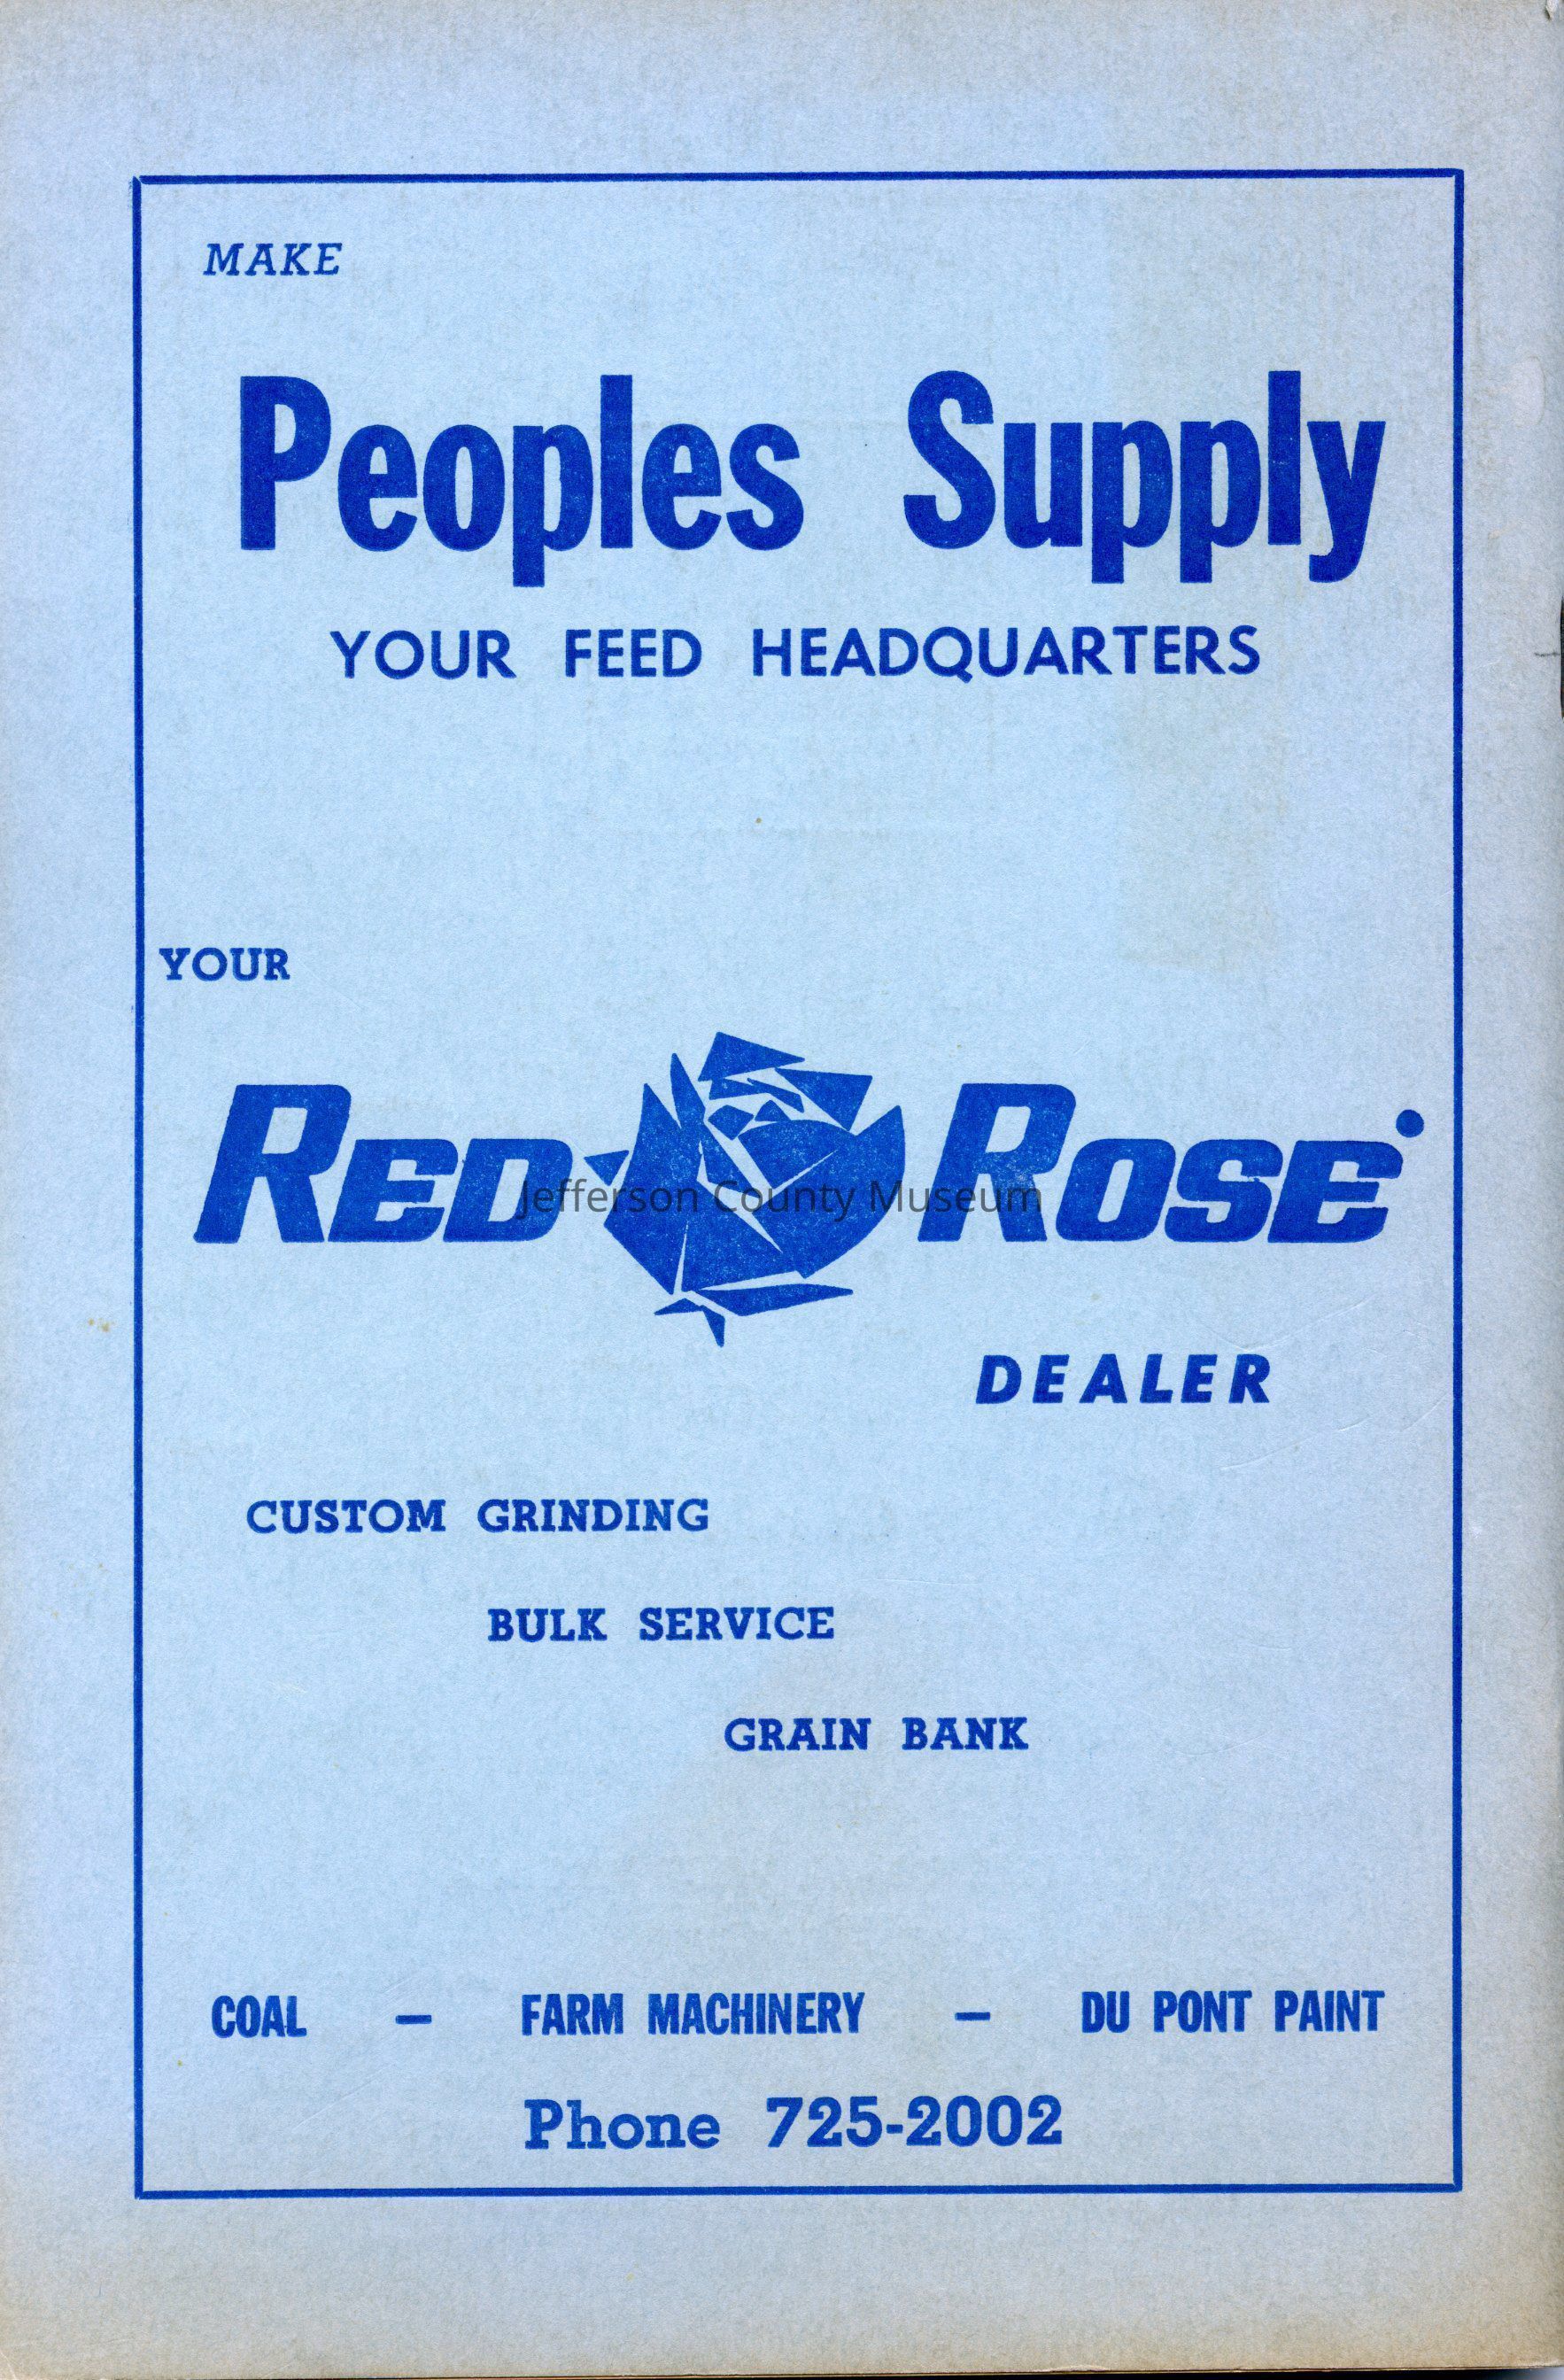 MAKE
Peoples Supply
YOUR FEED HEADQUARTERS
YOUR
RED ROSE
Jefferson County Museum
DEALER
CUSTOM GRINDING
BULK SERVICE
GRAIN BANK
COAL – FARM MACHINERY – DU PONT PAINT
Phone 725-2002